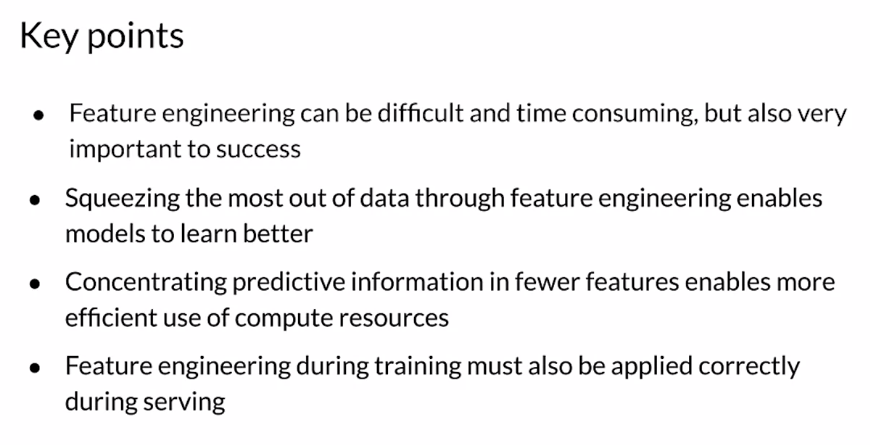 Key points
● Feature engineering can be difficult and time consuming, but also very
important to success
● Squeezing the most out of data through feature engineering enables
models to learn better
● Concentrating predictive information in fewer features enables more
efficient use of compute resources
● Feature engineering during training must also be applied correctly
during serving